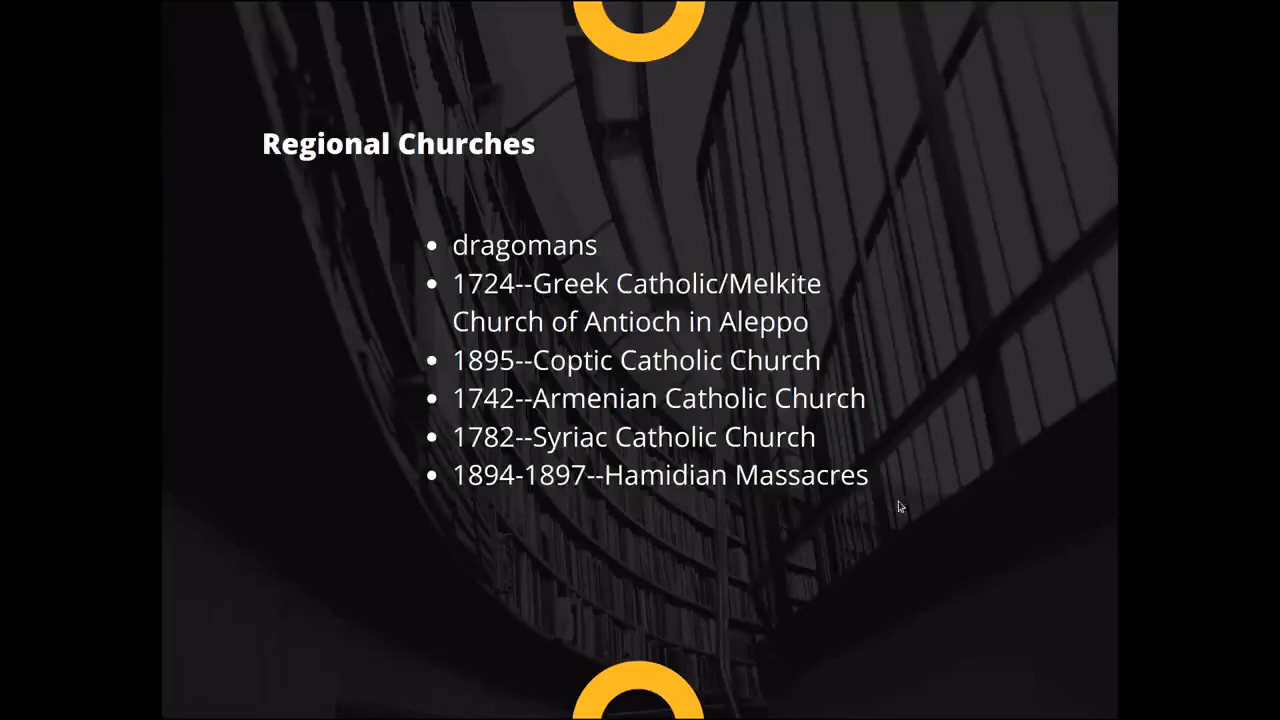 Regional Churches
• dragomans
• 1724--Greek Catholic/Melkite
Church of Antioch in Aleppo
• 1895--Coptic Catholic Church
• 1742--Armenian Catholic Church
• 1782--Syriac Catholic Church
• 1894-1897--Hamidian Massacres